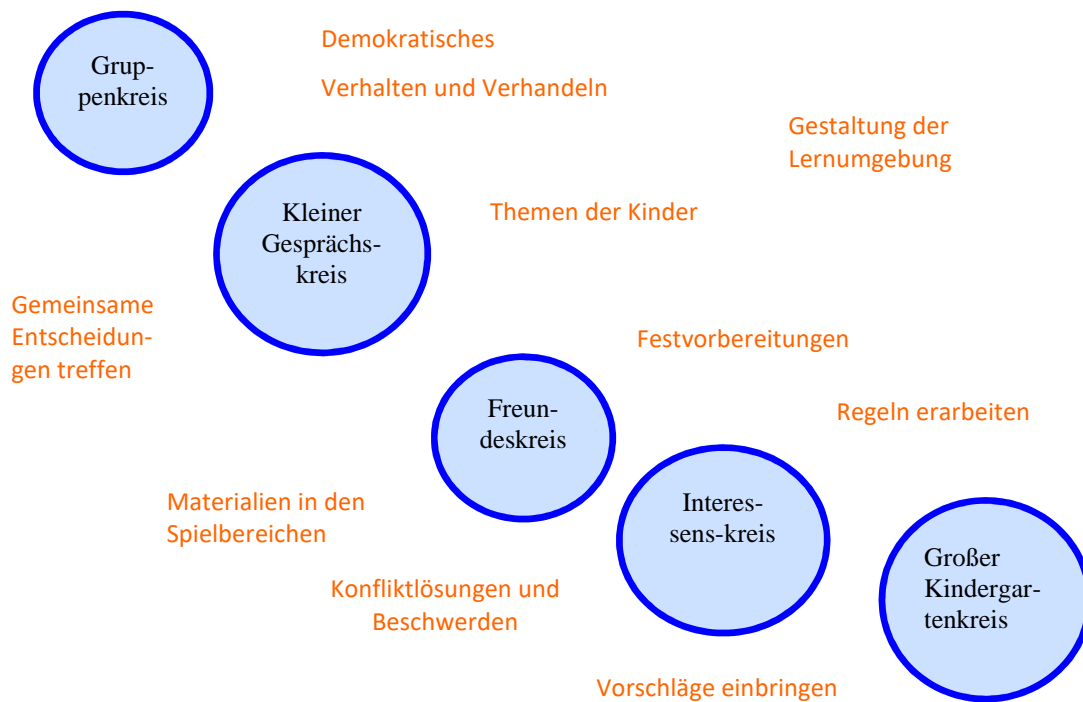 Demokratisches
Verhalten und Verhandeln
Grup-
penkreis
Gestaltung der
Lernumgebung
Kleiner
Gesprächs-
kreis
Themen der Kinder
Gemeinsame
Entscheidun-
gen treffen
Festvorbereitungen
Freun-
deskreis
Regeln erarbeiten
Materialien in den
Spielbereichen
Interes-
sens-kreis
Großer
Kindergar-
tenkreis
Konfliktlösungen und
Beschwerden
Vorschläge einbringen